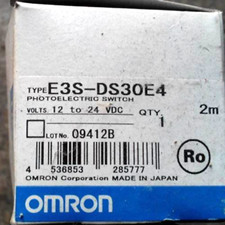 TYPE E3S-DS30E4
PHOTOELECTRIC SWITCH
VOLTS 12 to 24 VDC QTY. 2m
1
LOT No. 09412B
Ro
4 536853 285777
OMRON Corporation MADE IN JAPAN
OMRON